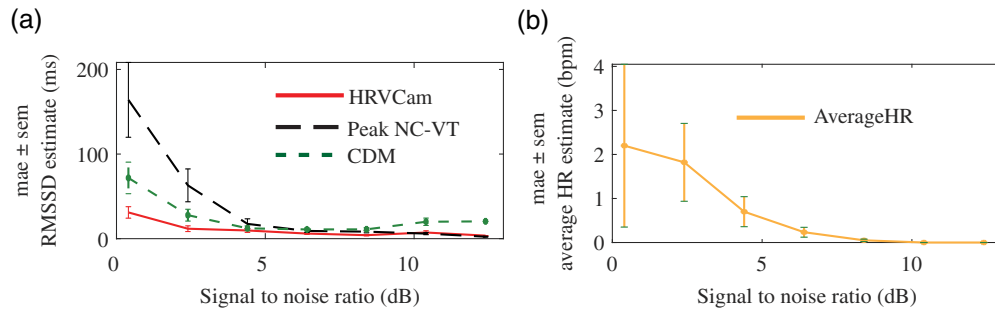 (a)
mae ± sem
RMSSD estimate (ms)
200
100
0
HRVCam
Peak NC-VT
CDM
0 5 10
Signal to noise ratio (dB)
(b)
mae ± sem
average HR estimate (bpm)
4
3
2
1
0
AverageHR
0 5 10
Signal to noise ratio (dB)